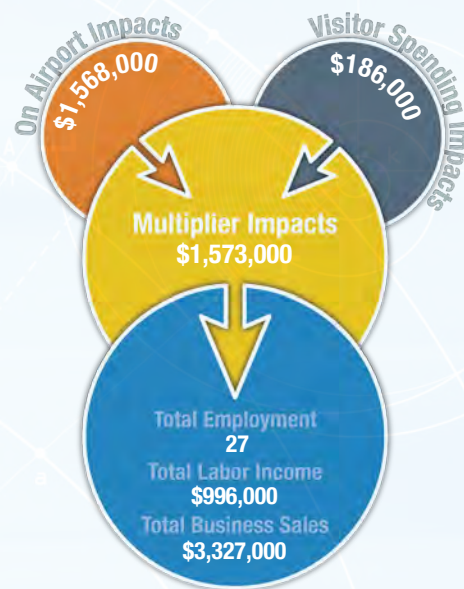 On Airport Impacts
$1,568,000
Visitor Spending Impacts
$186,000
Multiplier Impacts
$1,573,000
Total Employment
27
Total Labor Income
$996,000
Total Business Sales
$3,327,000